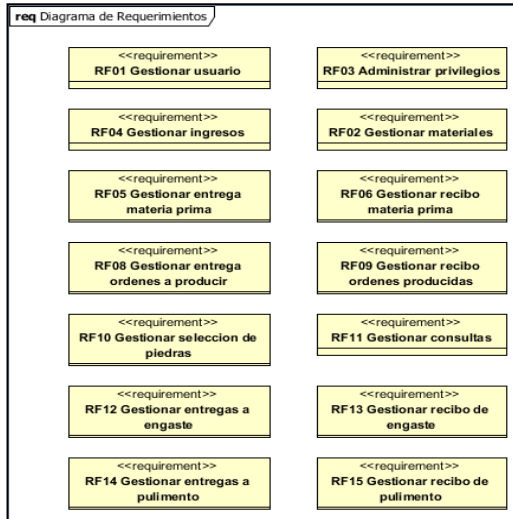 req Diagrama de Requerimientos
<<requirement>>
RF01 Gestionar usuario
<<requirement>>
RF03 Administrar privilegios
<<requirement>>
RF04 Gestionar ingresos
<<requirement>>
RF02 Gestionar materiales
<<requirement>>
RF05 Gestionar entrega
materia prima
<<requirement>>
RF06 Gestionar recibo
materia prima
<<requirement>>
RF08 Gestionar entrega
ordenes a producir
<<requirement>>
RF09 Gestionar recibo
ordenes producidas
<<requirement>>
RF10 Gestionar seleccion de
piedras
<<requirement>>
RF11 Gestionar consultas
<<requirement>>
RF12 Gestionar entregas a
engaste
<<requirement>>
RF13 Gestionar recibo de
engaste
<<requirement>>
RF14 Gestionar entregas a
pulimento
<<requirement>>
RF15 Gestionar recibo de
pulimento